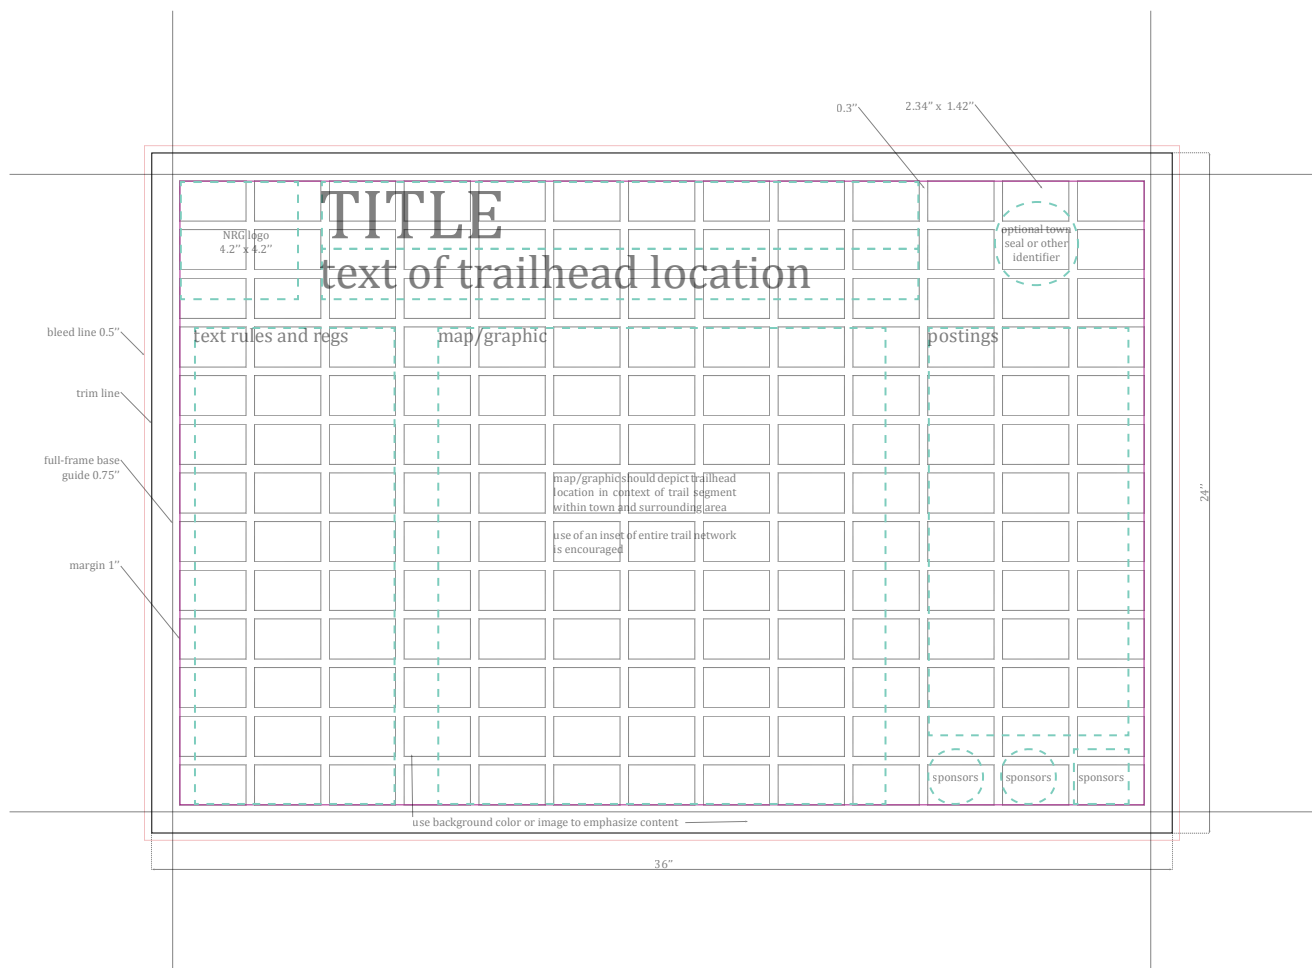 0.3’’
2.34’’ x 1.42’’
TITLE
NRG logo
4.2’’ x 4.2’’
optional town
seal or other
identifier
text of trailhead location
bleed line 0.5’’
text rules and regs
map/graphic
postings
trim line
full-frame base
guide 0.75’’
map/graphic should depict trailhead
location in context of trail segment
within town and surrounding area
use of an inset of entire trail network
is encouraged
24’’
margin 1’’
sponsors
sponsors
sponsors
use background color or image to emphasize content
36’’